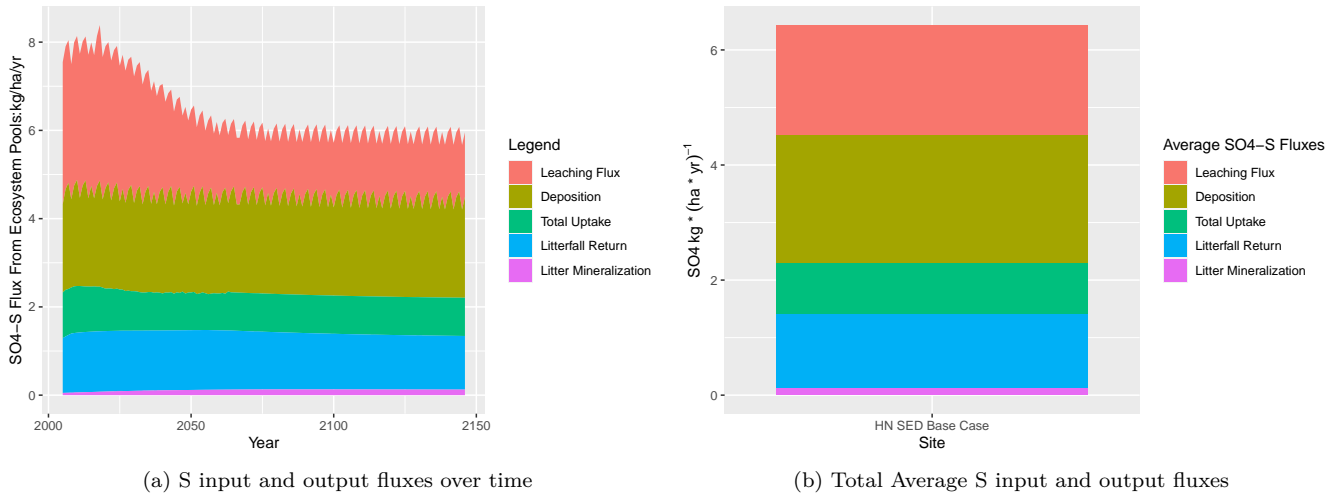 SO4−S Flux From Ecosystem Pools:kg/ha/yr
8
6
4
2
0
2000
2050
2100
2150
Year
Legend
Leaching Flux
Deposition
Total Uptake
Litterfall Return
Litter Mineralization
(a) S input and output fluxes over time
SO4 kg * (ha * yr)⁻¹
6
4
2
0
HN SED Base Case
Site
Average SO4−S Fluxes
Leaching Flux
Deposition
Total Uptake
Litterfall Return
Litter Mineralization
(b) Total Average S input and output fluxes